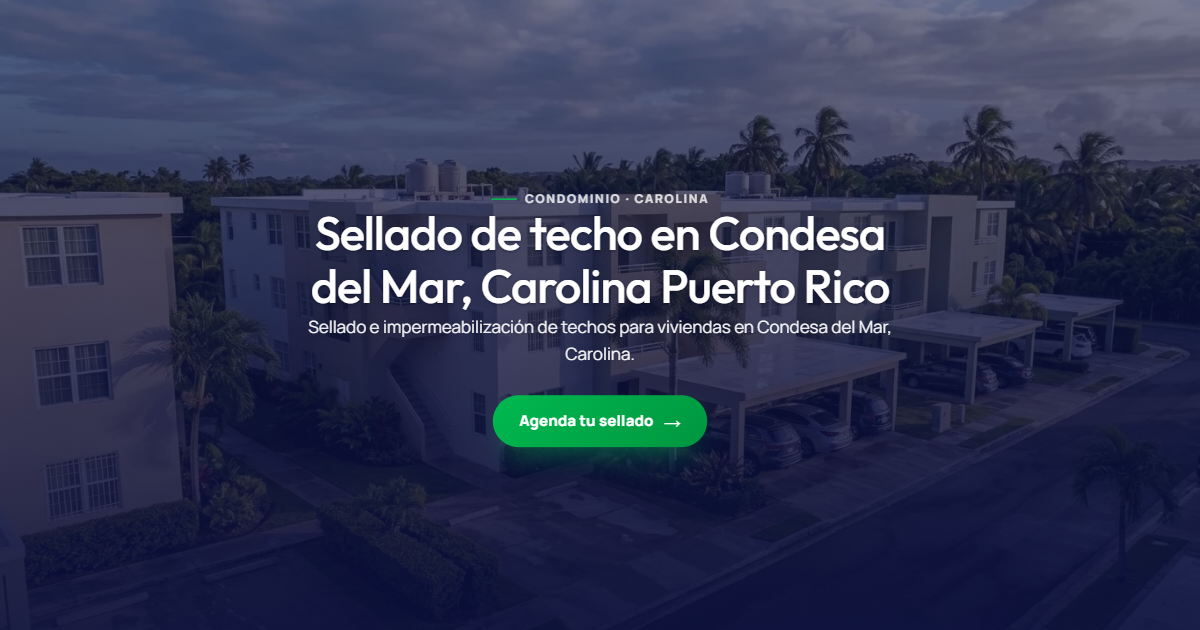 CONDOMINIO · CAROLINA
Sellado de techo en Condesa
del Mar, Carolina Puerto Rico
Sellado e impermeabilización de techos para viviendas en Condesa del Mar,
Carolina.
Agenda tu sellado →